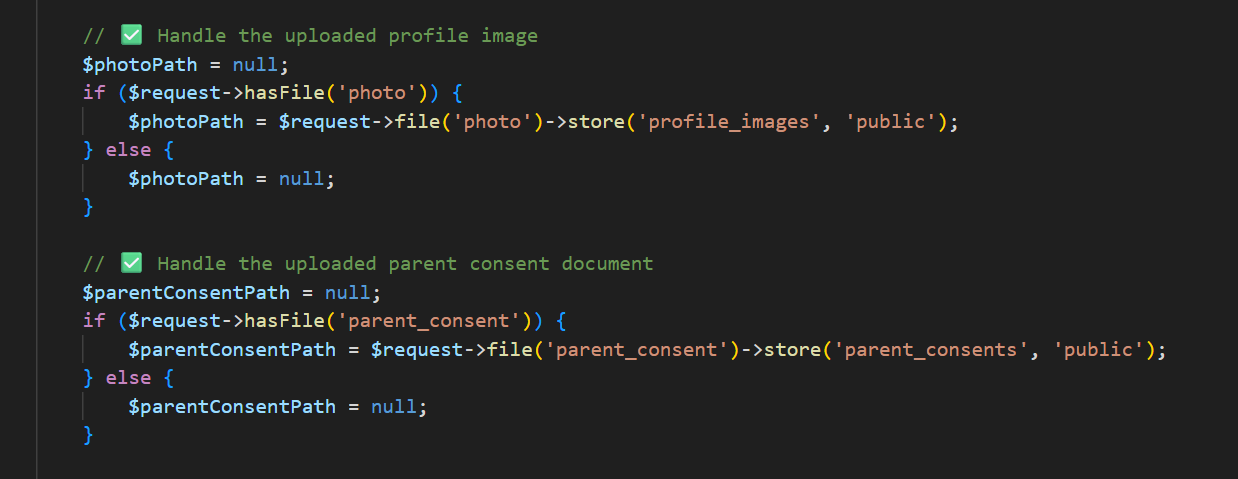 // ✅ Handle the uploaded profile image
$photoPath = null;
if ($request->hasFile('photo')) {
    $photoPath = $request->file('photo')->store('profile_images', 'public');
} else {
    $photoPath = null;
}

// ✅ Handle the uploaded parent consent document
$parentConsentPath = null;
if ($request->hasFile('parent_consent')) {
    $parentConsentPath = $request->file('parent_consent')->store('parent_consents', 'public');
} else {
    $parentConsentPath = null;
}